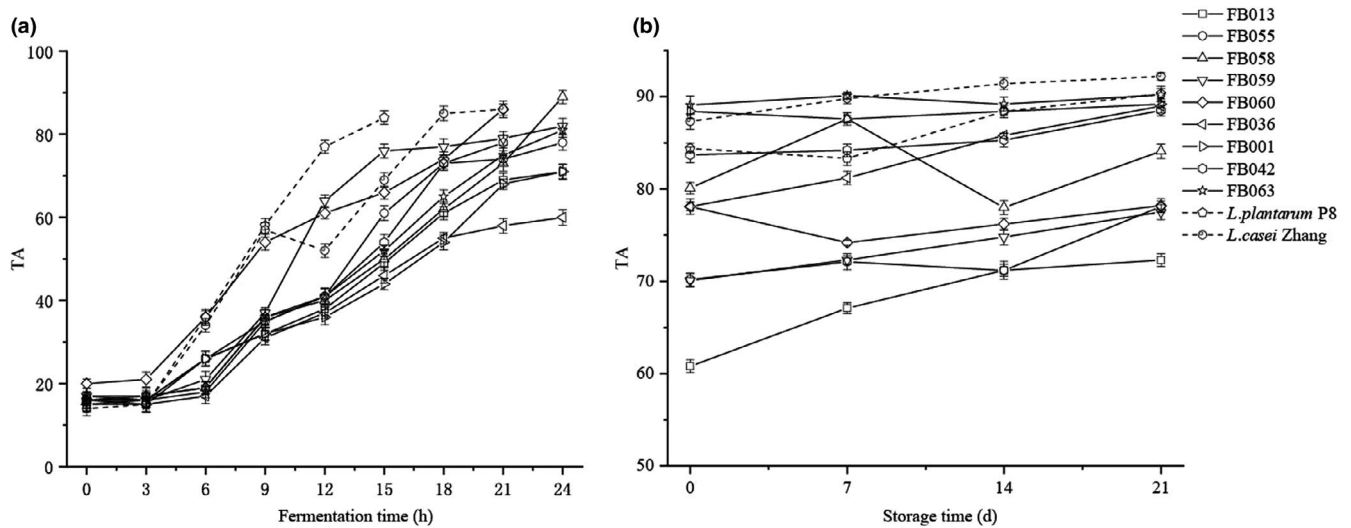 (a)
100
80
60
40
20
0
TA
0 3 6 9 12 15 18 21 24
Fermentation time (h)
(b)
90
80
70
60
50
TA
0 7 14 21
Storage time (d)
FB013
FB055
FB058
FB059
FB060
FB036
FB001
FB042
FB063
L.plantarum P8
L.casei Zhang